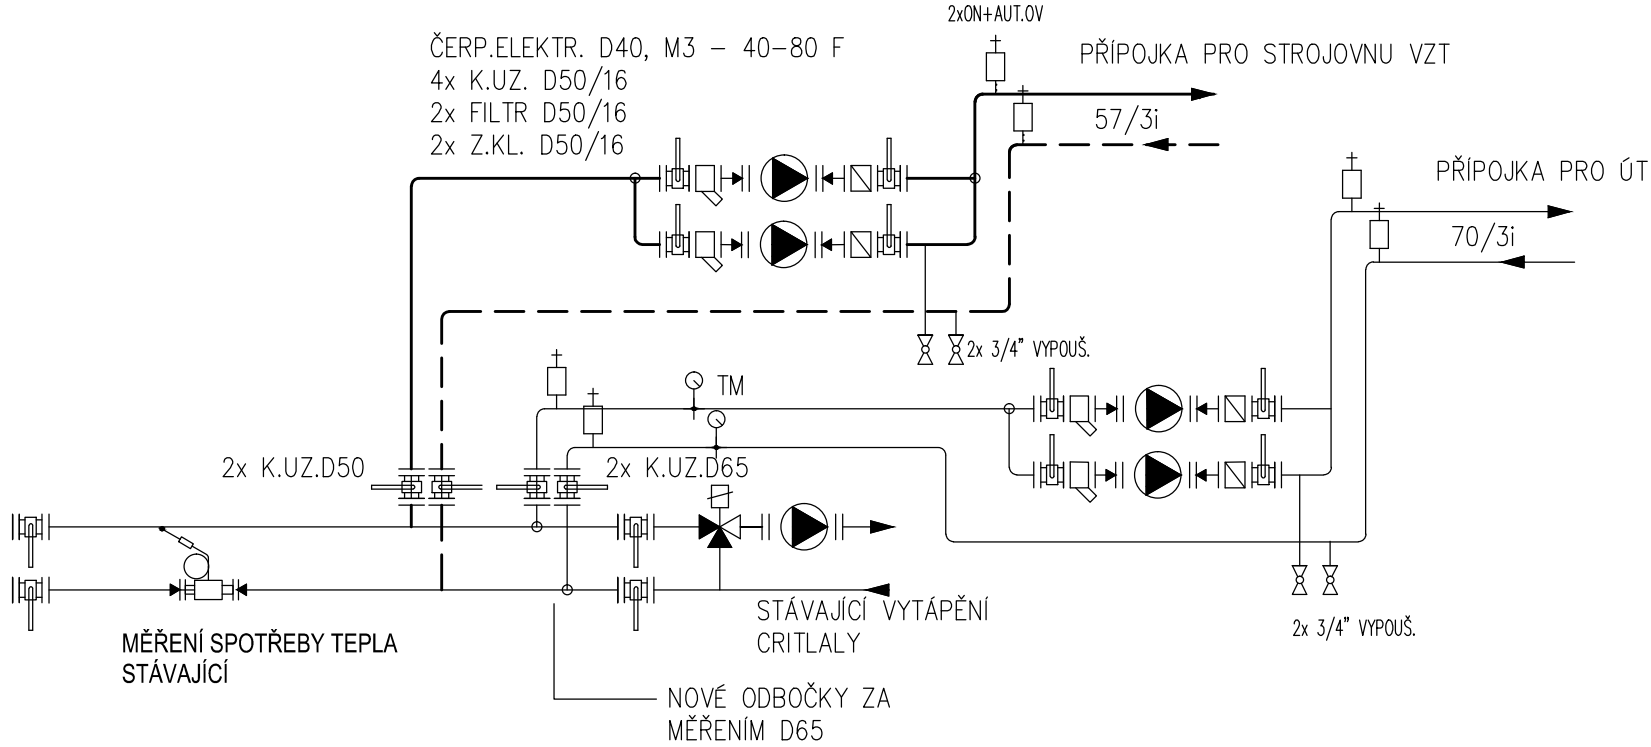 2xON+AUT.OV
ČERP.ELEKTR. D40, M3 – 40–80 F
4x K.UZ. D50/16
2x FILTR D50/16
2x Z.KL. D50/16
PŘÍPOJKA PRO STROJOVNU VZT
57/3i
PŘÍPOJKA PRO ÚT
70/3i
2x 3/4" VYPOUŠ.
TM
2x K.UZ.D50
2x K.UZ.D65
STÁVAJÍCÍ VYTÁPĚNÍ
CRITLALY
2x 3/4" VYPOUŠ.
MĚŘENÍ SPOTŘEBY TEPLA
STÁVAJÍCÍ
NOVÉ ODBOČKY ZA
MĚŘENÍM D65